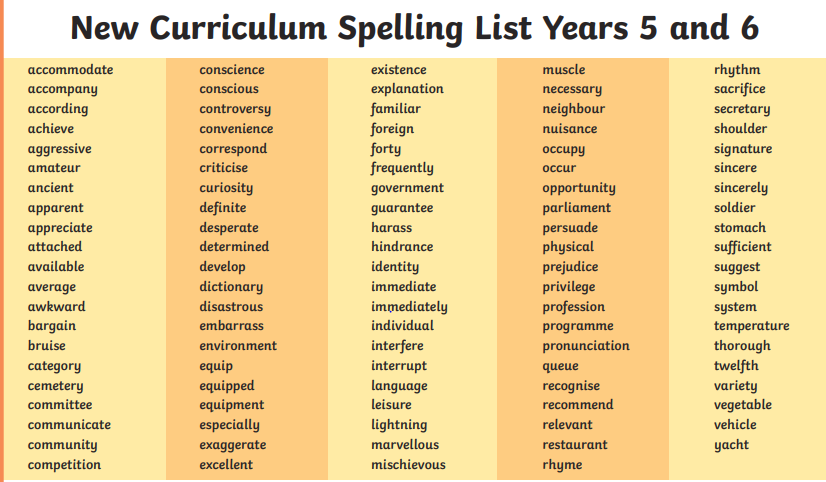 New Curriculum Spelling List Years 5 and 6
accommodate
accompany
according
achieve
aggressive
amateur
ancient
apparent
appreciate
attached
available
average
awkward
bargain
bruise
category
cemetery
committee
communicate
community
competition
conscience
conscious
controversy
convenience
correspond
criticise
curiosity
definite
desperate
determined
develop
dictionary
disastrous
embarrass
environment
equip
equipped
equipment
especially
exaggerate
excellent
existence
explanation
familiar
foreign
forty
frequently
government
guarantee
harass
hindrance
identity
immediate
immediately
individual
interfere
interrupt
language
leisure
lightning
marvellous
mischievous
muscle
necessary
neighbour
nuisance
occupy
occur
opportunity
parliament
persuade
physical
prejudice
privilege
profession
programme
pronunciation
queue
recognise
recommend
relevant
restaurant
rhyme
rhythm
sacrifice
secretary
shoulder
signature
sincere
sincerely
soldier
stomach
sufficient
suggest
symbol
system
temperature
thorough
twelfth
variety
vegetable
vehicle
yacht